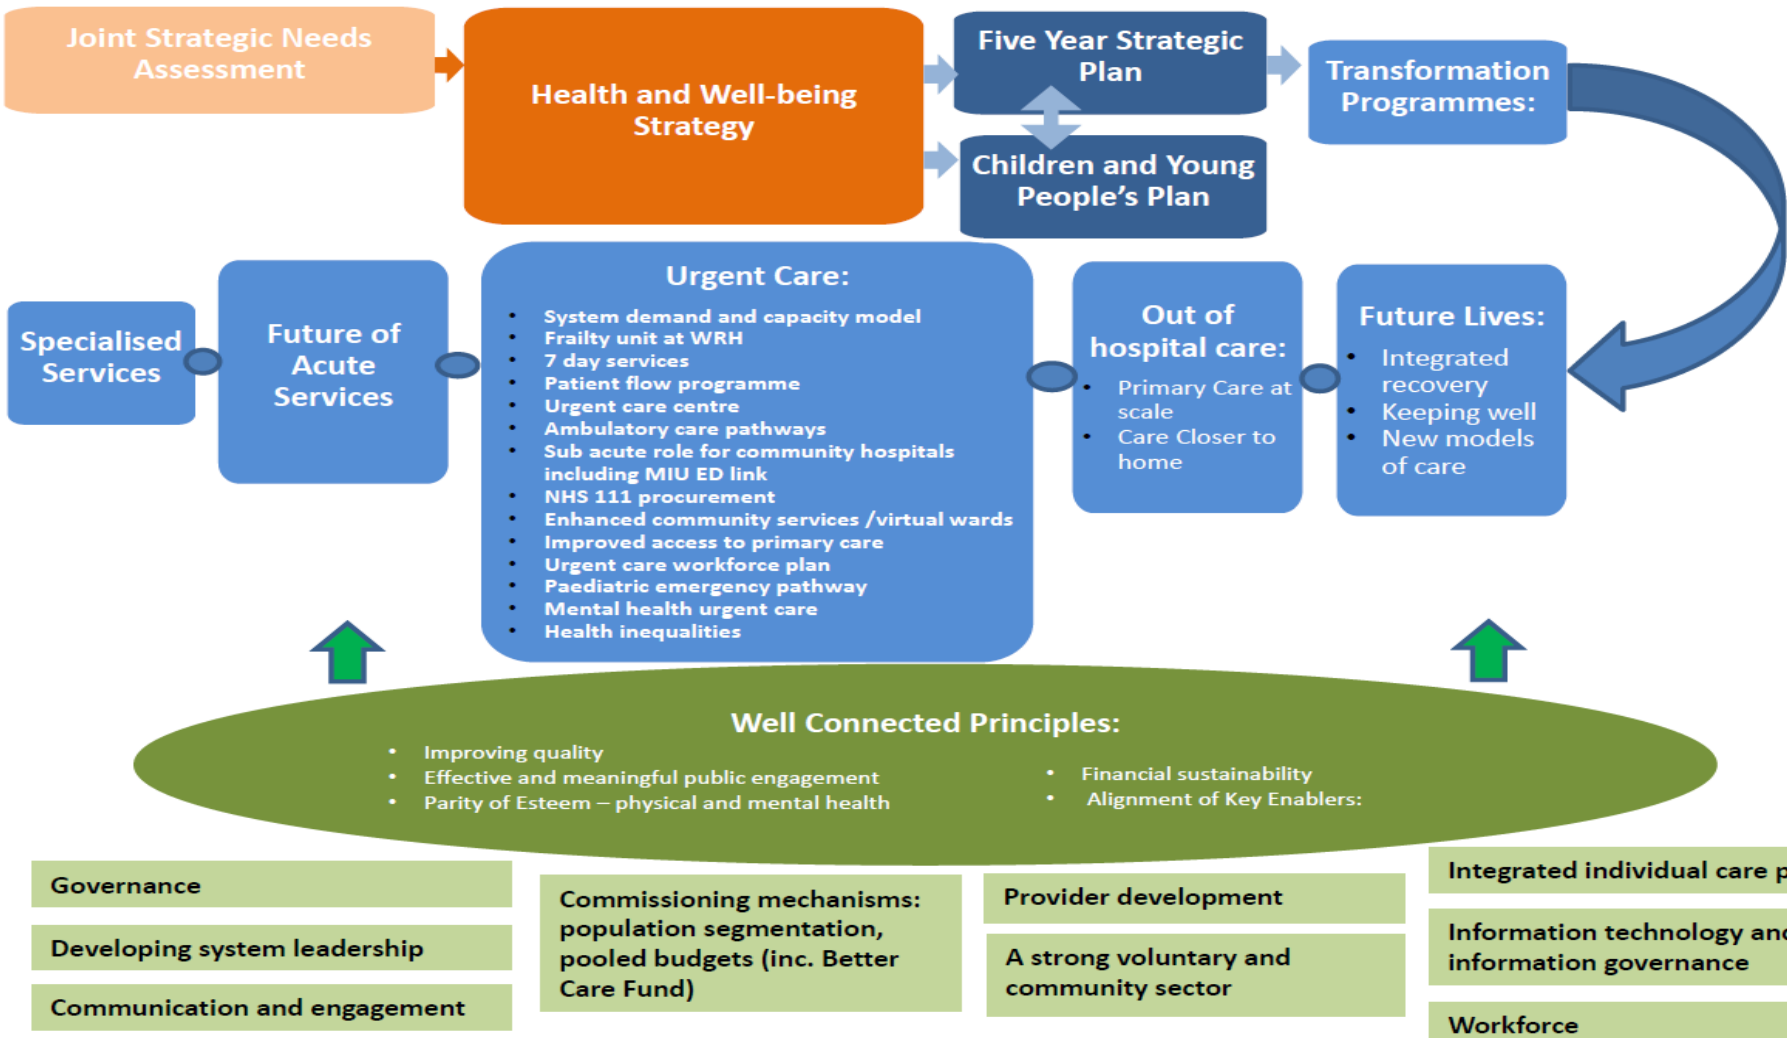 Joint Strategic Needs
Assessment
Health and Well-being
Strategy
Five Year Strategic
Plan
Children and Young
People’s Plan
Transformation
Programmes:
Specialised
Services
Future of
Acute
Services
Urgent Care:
• System demand and capacity model
• Frailty unit at WRH
• 7 day services
• Patient flow programme
• Urgent care centre
• Ambulatory care pathways
• Sub acute role for community hospitals
including MIU ED link
• NHS 111 procurement
• Enhanced community services /virtual wards
• Improved access to primary care
• Urgent care workforce plan
• Paediatric emergency pathway
• Mental health urgent care
• Health inequalities
Out of
hospital care:
• Primary Care at
scale
• Care Closer to
home
Future Lives:
• Integrated
recovery
• Keeping well
• New models
of care
Well Connected Principles:
• Improving quality
• Effective and meaningful public engagement
• Parity of Esteem – physical and mental health
• Financial sustainability
• Alignment of Key Enablers:
Governance
Developing system leadership
Communication and engagement
Commissioning mechanisms:
population segmentation,
pooled budgets (inc. Better
Care Fund)
Provider development
A strong voluntary and
community sector
Integrated individual care
Information technology
information governance
Workforce